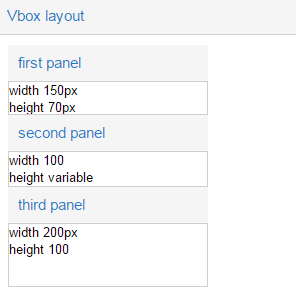 Vbox layout
first panel
width 150px
height 70px
second panel
width 100
height variable
third panel
width 200px
height 100